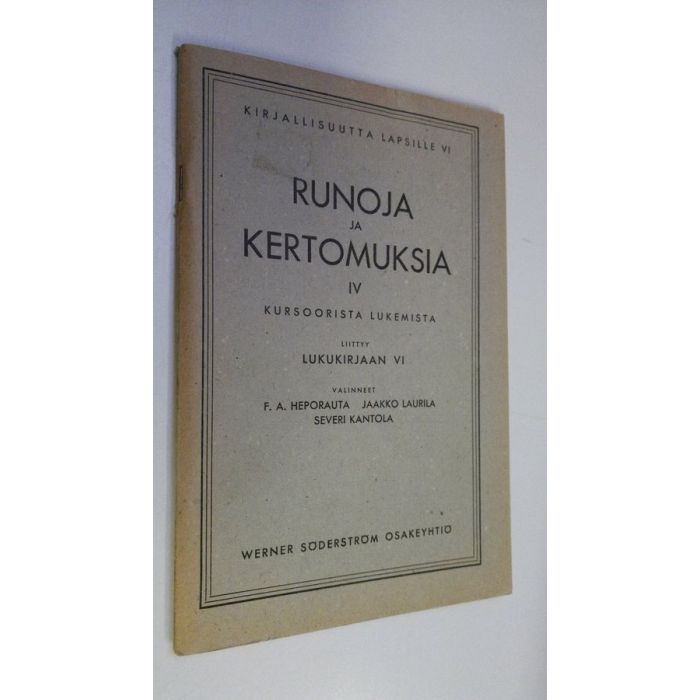 KIRJALLISUUTTA LAPSILLE VI
RUNOJA
JA
KERTOMUKSIA
IV
KURSOORISTA LUKEMISTA
LIITTYY
LUKUKIRJAAN VI
VALINNEET
F. A. HEPORAUTA JAAKKO LAURILA
SEVERI KANTOLA
WERNER SÖDERSTRÖM OSAKEYHTIÖ